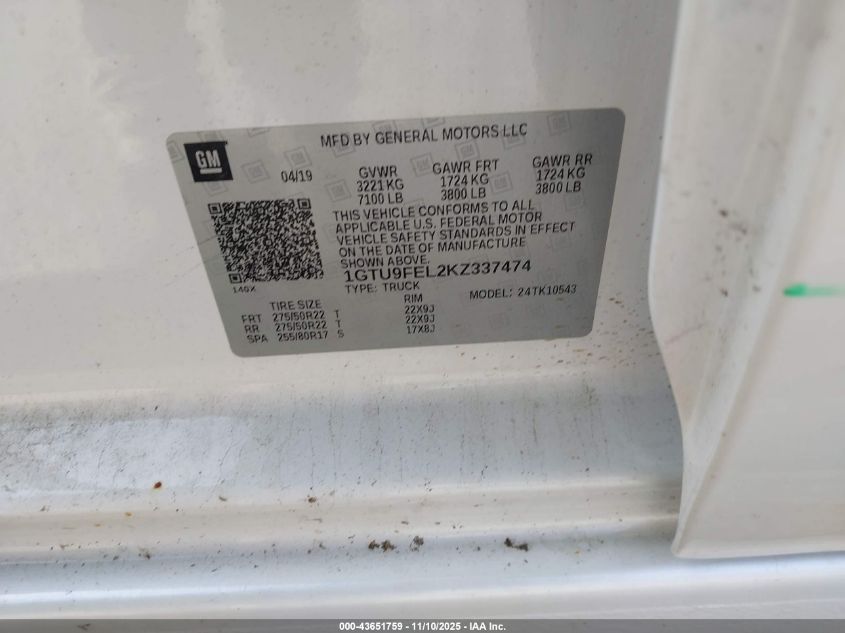 MFD BY GENERAL MOTORS LLC
GM
04/19
GVWR GAWR FRT GAWR RR
3221 KG 1724 KG 1724 KG
7100 LB 3800 LB 3800 LB
THIS VEHICLE CONFORMS TO ALL
APPLICABLE U.S. FEDERAL MOTOR
VEHICLE SAFETY STANDARDS IN EFFECT
ON THE DATE OF MANUFACTURE
SHOWN ABOVE.
1GTU9FEL2KZ337474
140X
TYPE: TRUCK MODEL: 24TK10543
TIRE SIZE RIM
FRT 275/50R22 T 22X9J
RR 275/50R22 T 22X9J
SPA 255/80R17 S 17X8J
000-43651759 - 11/10/2025 - IAA Inc.